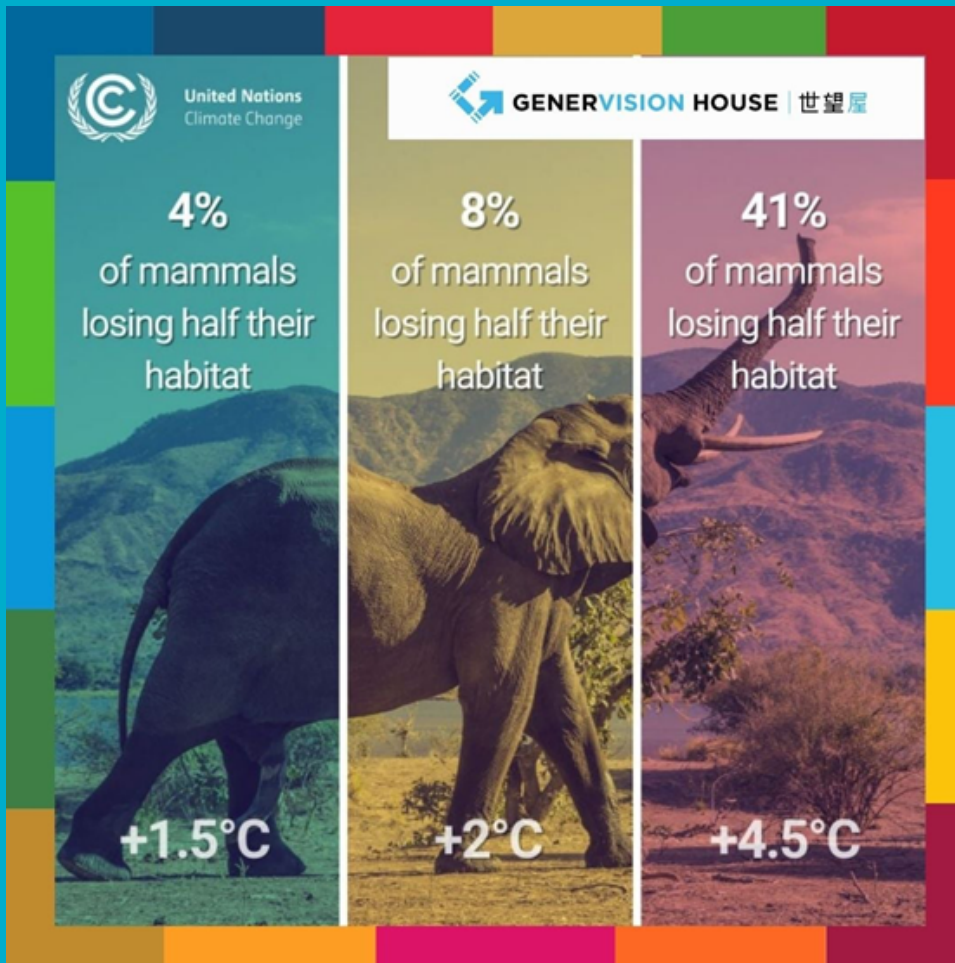 United Nations
Climate Change
GENERVISION HOUSE | 世望屋
4%
of mammals
losing half their
habitat
+1.5°C
8%
of mammals
losing half their
habitat
+2°C
41%
of mammals
losing half their
habitat
+4.5°C